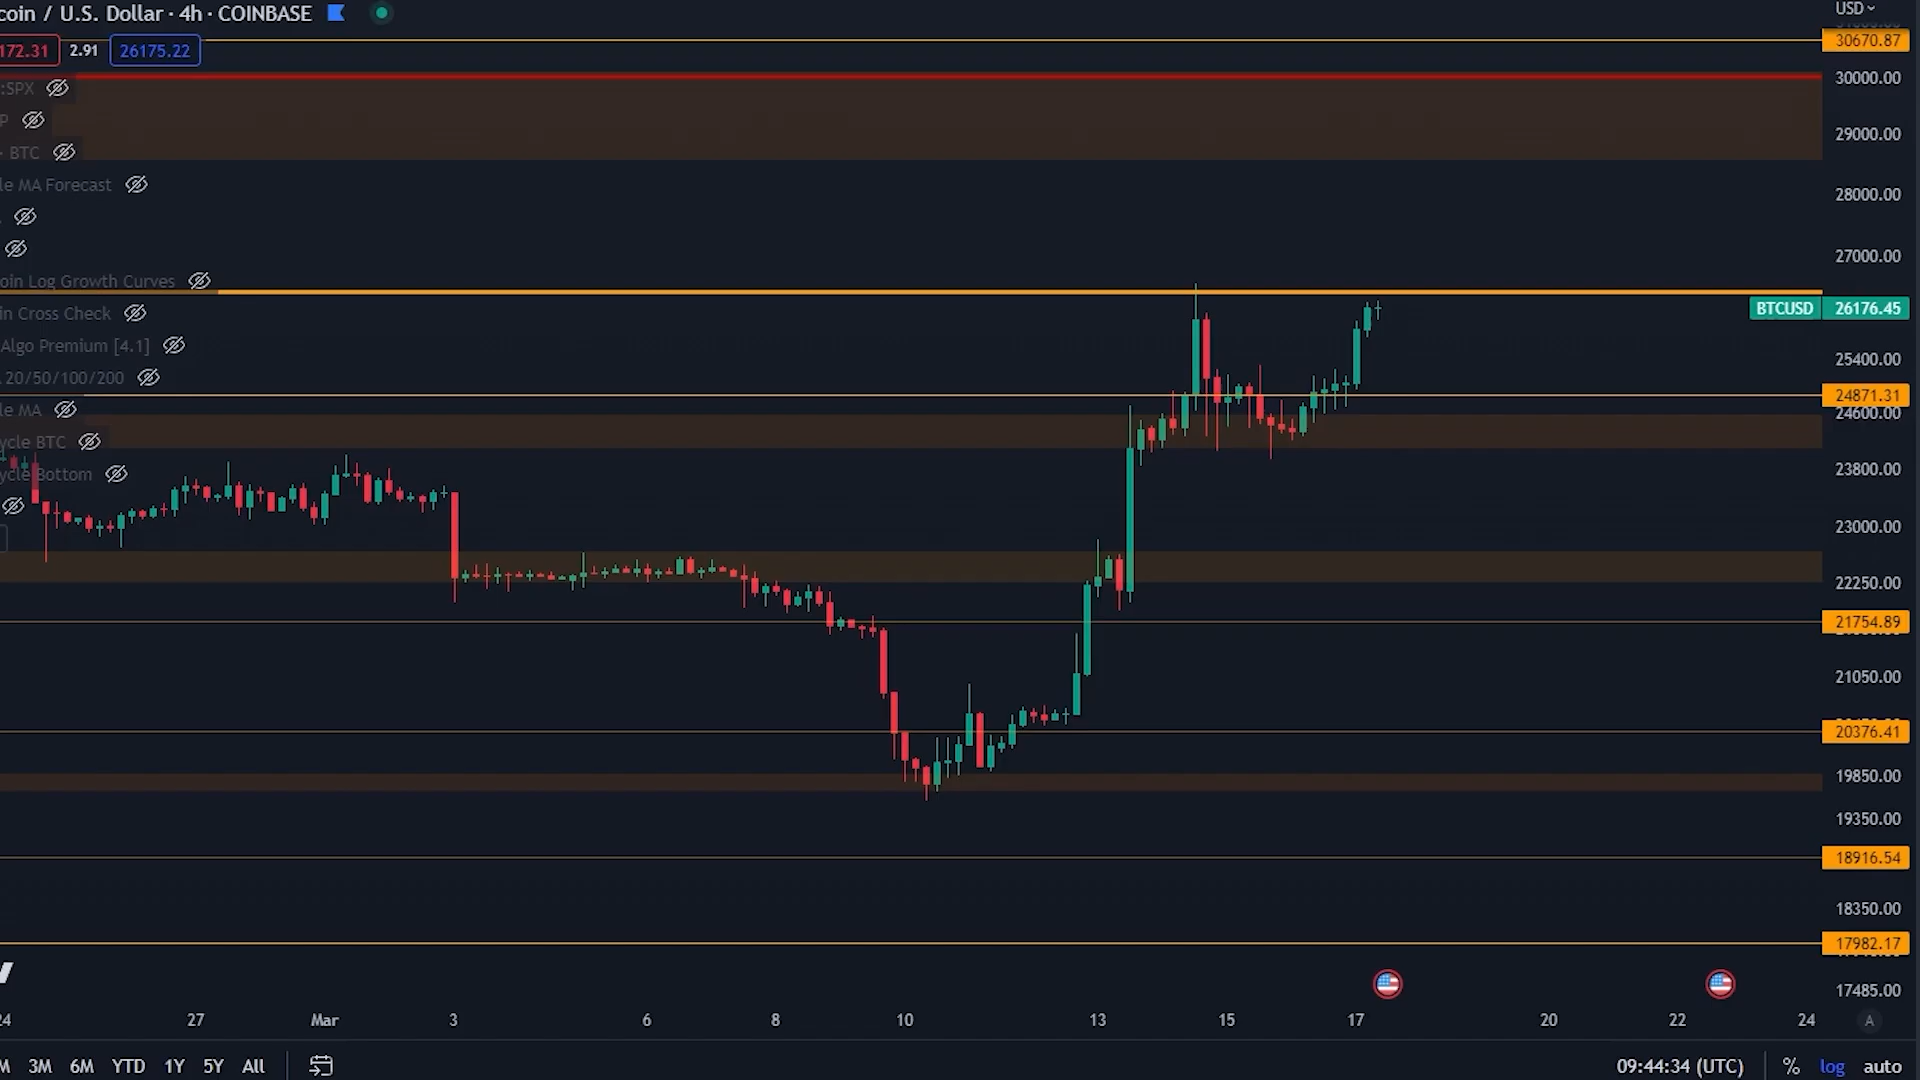 coin / U.S. Dollar · 4h · COINBASE
USD
30670.87
172.31 2.91 26175.22
30000.00
:SPX
P
29000.00
- BTC
le MA Forecast
28000.00
27000.00
oin Log Growth Curves
in Cross Check
BTCUSD 26176.45
Algo Premium [4.1]
25400.00
20/50/100/200
24871.31
le MA
24600.00
ycle BTC
23800.00
ycle Bottom
23000.00
22250.00
21754.89
21050.00
20376.41
19850.00
19350.00
18916.54
18350.00
17982.17
17485.00
24 27 Mar 3 6 8 10 13 15 17 20 22 24 A
M 3M 6M YTD 1Y 5Y All 09:44:34 (UTC) % log auto